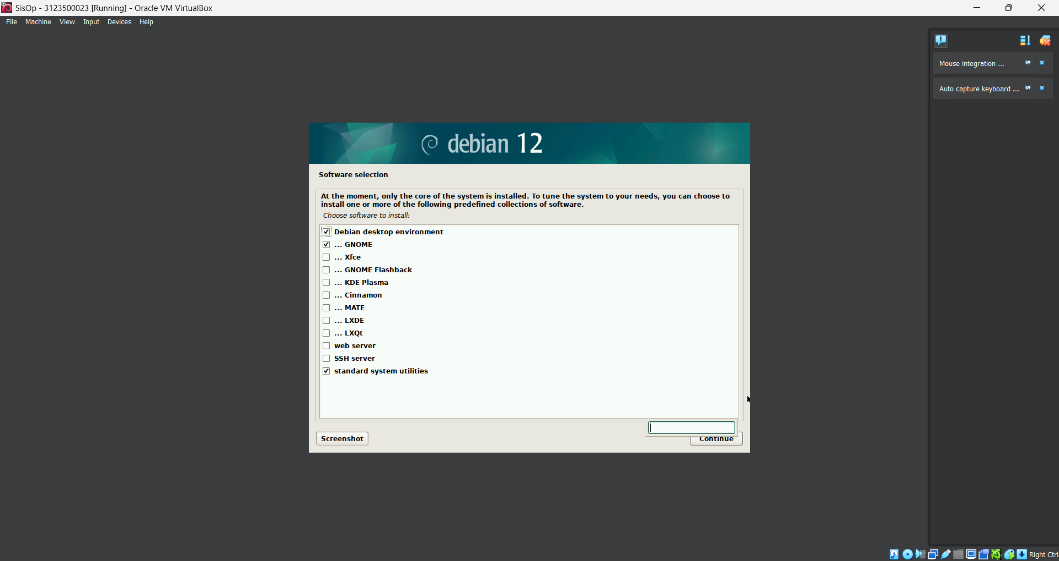 SisOp - 3123500023 [Running] - Oracle VM VirtualBox
File Machine View Input Devices Help
Mouse integration ...
Auto capture keyboard ...
debian 12
Software selection
At the moment, only the core of the system is installed. To tune the system to your needs, you can choose to
install one or more of the following predefined collections of software.
Choose software to install:
Debian desktop environment
... GNOME
... Xfce
... GNOME Flashback
... KDE Plasma
... Cinnamon
... MATE
... LXDE
... LXQt
web server
SSH server
standard system utilities
Screenshot
Continue
Right Ctrl